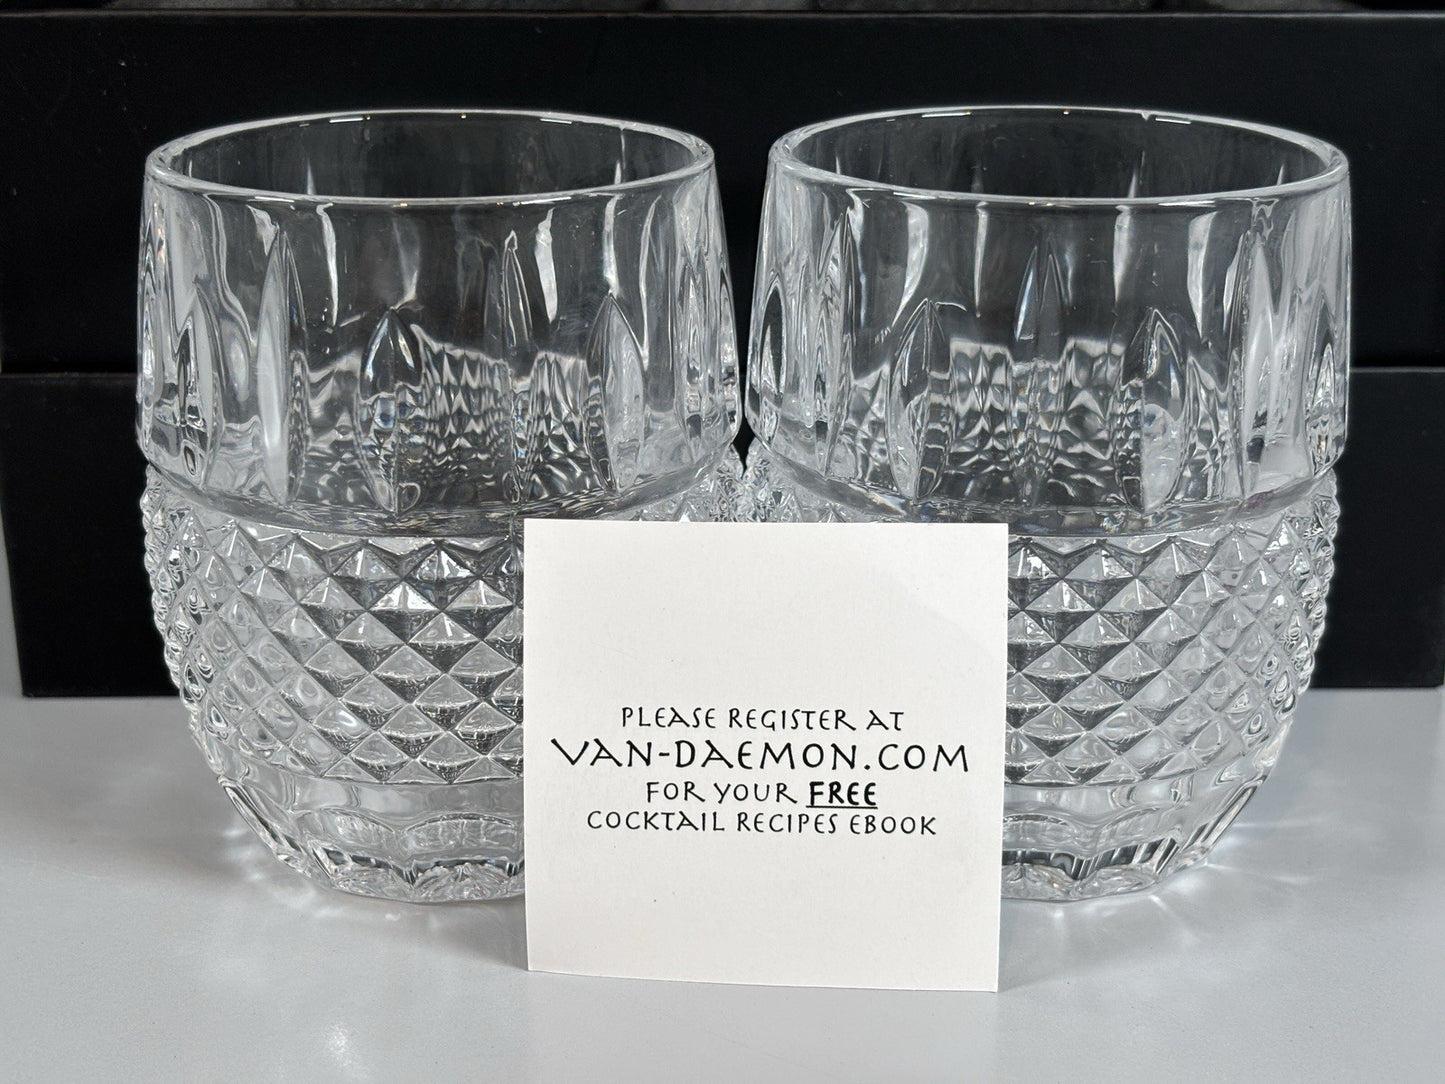 PLEASE REGISTER AT
VAN-DAEMON.COM
FOR YOUR FREE
COCKTAIL RECIPES EBOOK